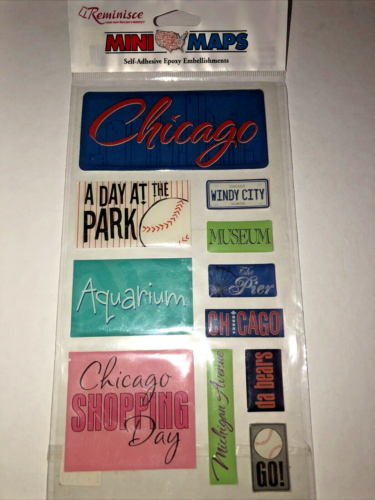 Reminisce
MINI MAPS
Self-Adhesive Epoxy Embellishments
Chicago
A DAY AT THE
PARK
WINDY CITY
MUSEUM
Aquarium
The
Pier
CHICAGO
Chicago
SHOPPING
Day
Michigan Avenue
da bears
GO!